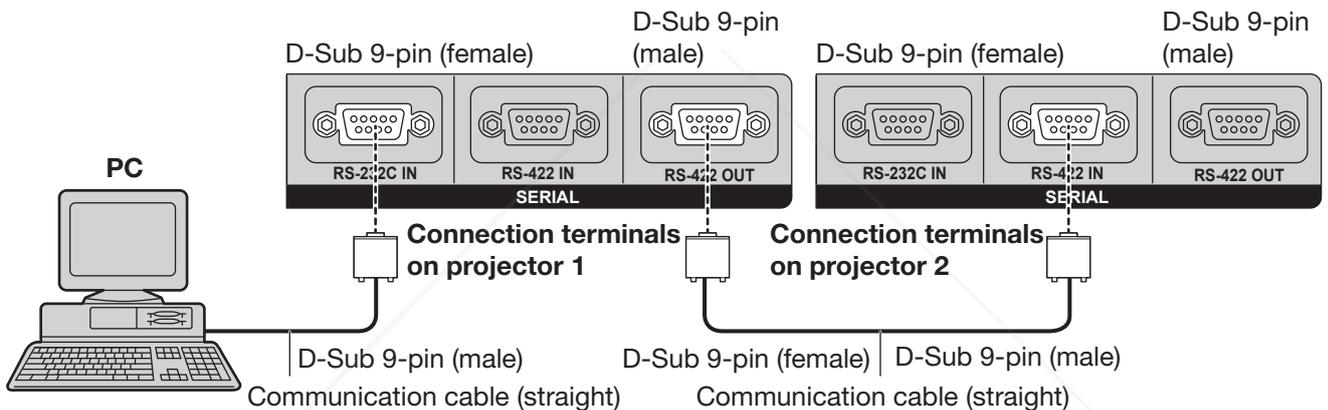 D-Sub 9-pin (female)
D-Sub 9-pin
(male)
D-Sub 9-pin (female)
D-Sub 9-pin
(male)
RS-232C IN
RS-422 IN
RS-422 OUT
SERIAL
RS-232C IN
RS-422 IN
RS-422 OUT
SERIAL
PC
Connection terminals
on projector 1
Connection terminals
on projector 2
D-Sub 9-pin (male)
Communication cable (straight)
D-Sub 9-pin (female)
D-Sub 9-pin (male)
Communication cable (straight)